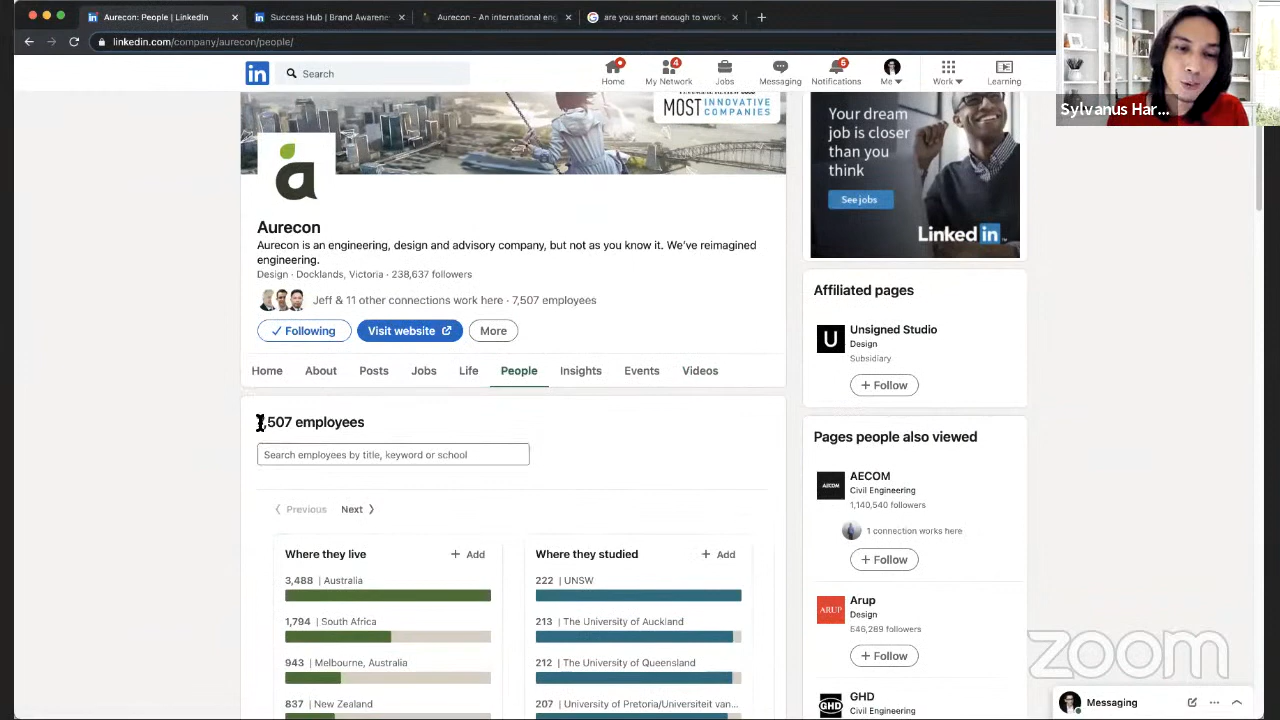 Aurecon: People | LinkedIn
Success Hub | Brand Awarene
Aurecon - An international eng
are you smart enough to work
linkedin.com/company/aurecon/people/
Sylvanus Har...
in
Search
Home
4
My Network
Jobs
Messaging
5
Notifications
Me
Work
Learning
MOST INNOVATIVE
COMPANIES
a
Aurecon
Aurecon is an engineering, design and advisory company, but not as you know it. We've reimagined
engineering.
Design · Docklands, Victoria · 238,637 followers
Jeff & 11 other connections work here · 7,507 employees
Following
Visit website
More
Home
About
Posts
Jobs
Life
People
Insights
Events
Videos
,507 employees
Search employees by title, keyword or school
Previous
Next
Where they live
+ Add
3,488 | Australia
1,794 | South Africa
943 | Melbourne, Australia
837 | New Zealand
Where they studied
+ Add
222 | UNSW
213 | The University of Auckland
212 | The University of Queensland
207 | University of Pretoria/Universiteit van...
Your dream
job is closer
than you
think
See jobs
Linked in
Affiliated pages
U
Unsigned Studio
Design
Subsidiary
+ Follow
Pages people also viewed
AECOM
AECOM
Civil Engineering
1,140,540 followers
1 connection works here
+ Follow
ARUP
Arup
Design
546,289 followers
+ Follow
GHD
GHD
Civil Engineering
zoom
Messaging